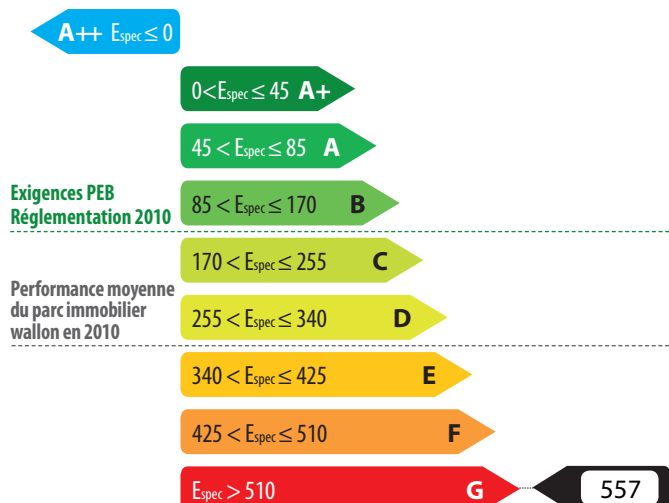 A++ Espec ≤ 0
0<Espec ≤ 45 A+
45 < Espec ≤ 85 A
Exigences PEB
Réglementation 2010
85 < Espec ≤ 170 B
170 < Espec ≤ 255 C
Performance moyenne
du parc immobilier
wallon en 2010
255 < Espec ≤ 340 D
340 < Espec ≤ 425 E
425 < Espec ≤ 510 F
Espec > 510 G 557